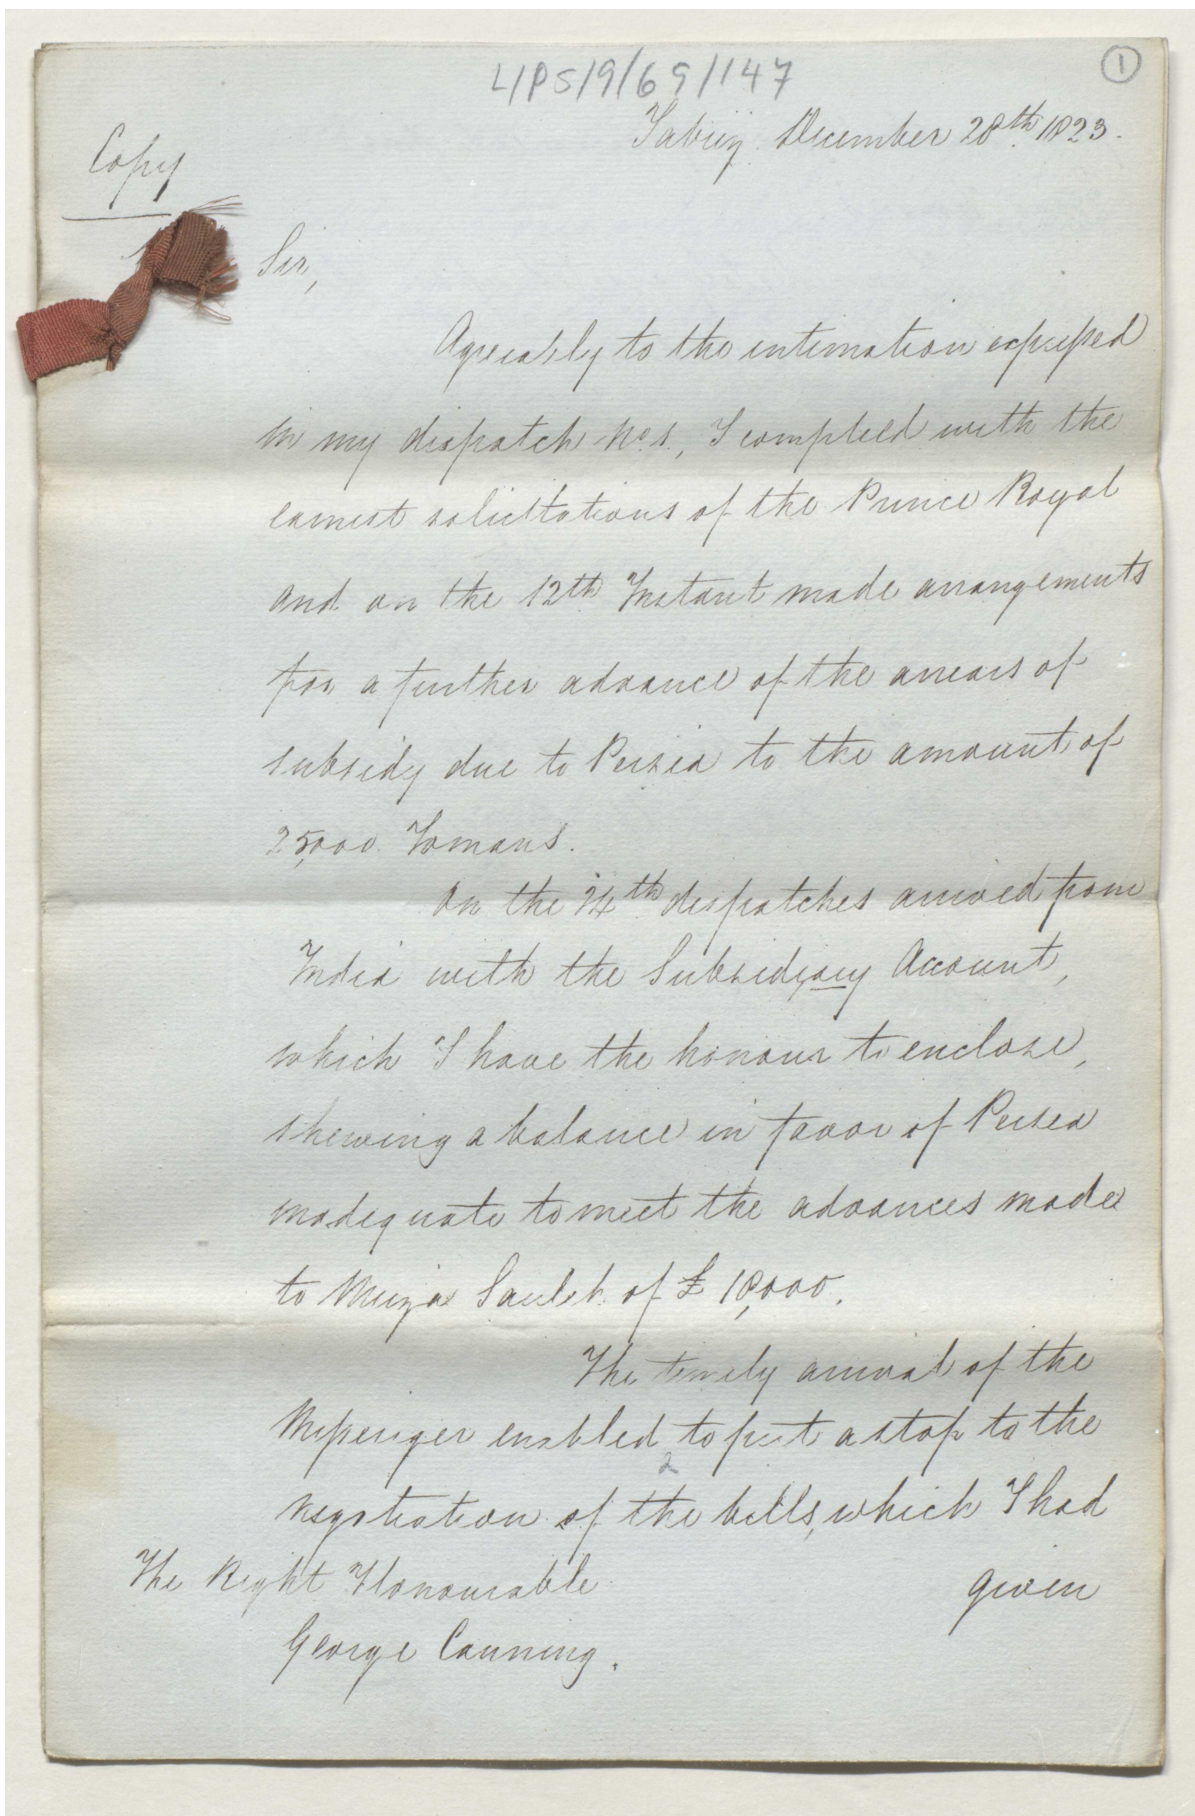 L/PS/9/69/147
1
Tabriz December 28th 1823.
Copy
Sir,
Agreeably to the intimation expressed
in my dispatch No 1, I complied with the
earnest solicitations of the Prince Royal
and on the 12th Instant made arrangements
for a further advance of the arrears of
subsidy due to Persia to the amount of
25,000 Tomans.
On the 24th dispatches arrived from
India with the Subsidyary Account,
which I have the honour to enclose,
shewing a balance in favor of Persia
inadequate to meet the advances made
to Mirza Sauleh of £ 18,000.
The timely arrival of the
Messenger enabled to put a stop to the
negotiation of the bills, which I had
given
The Right Honourable
George Canning.